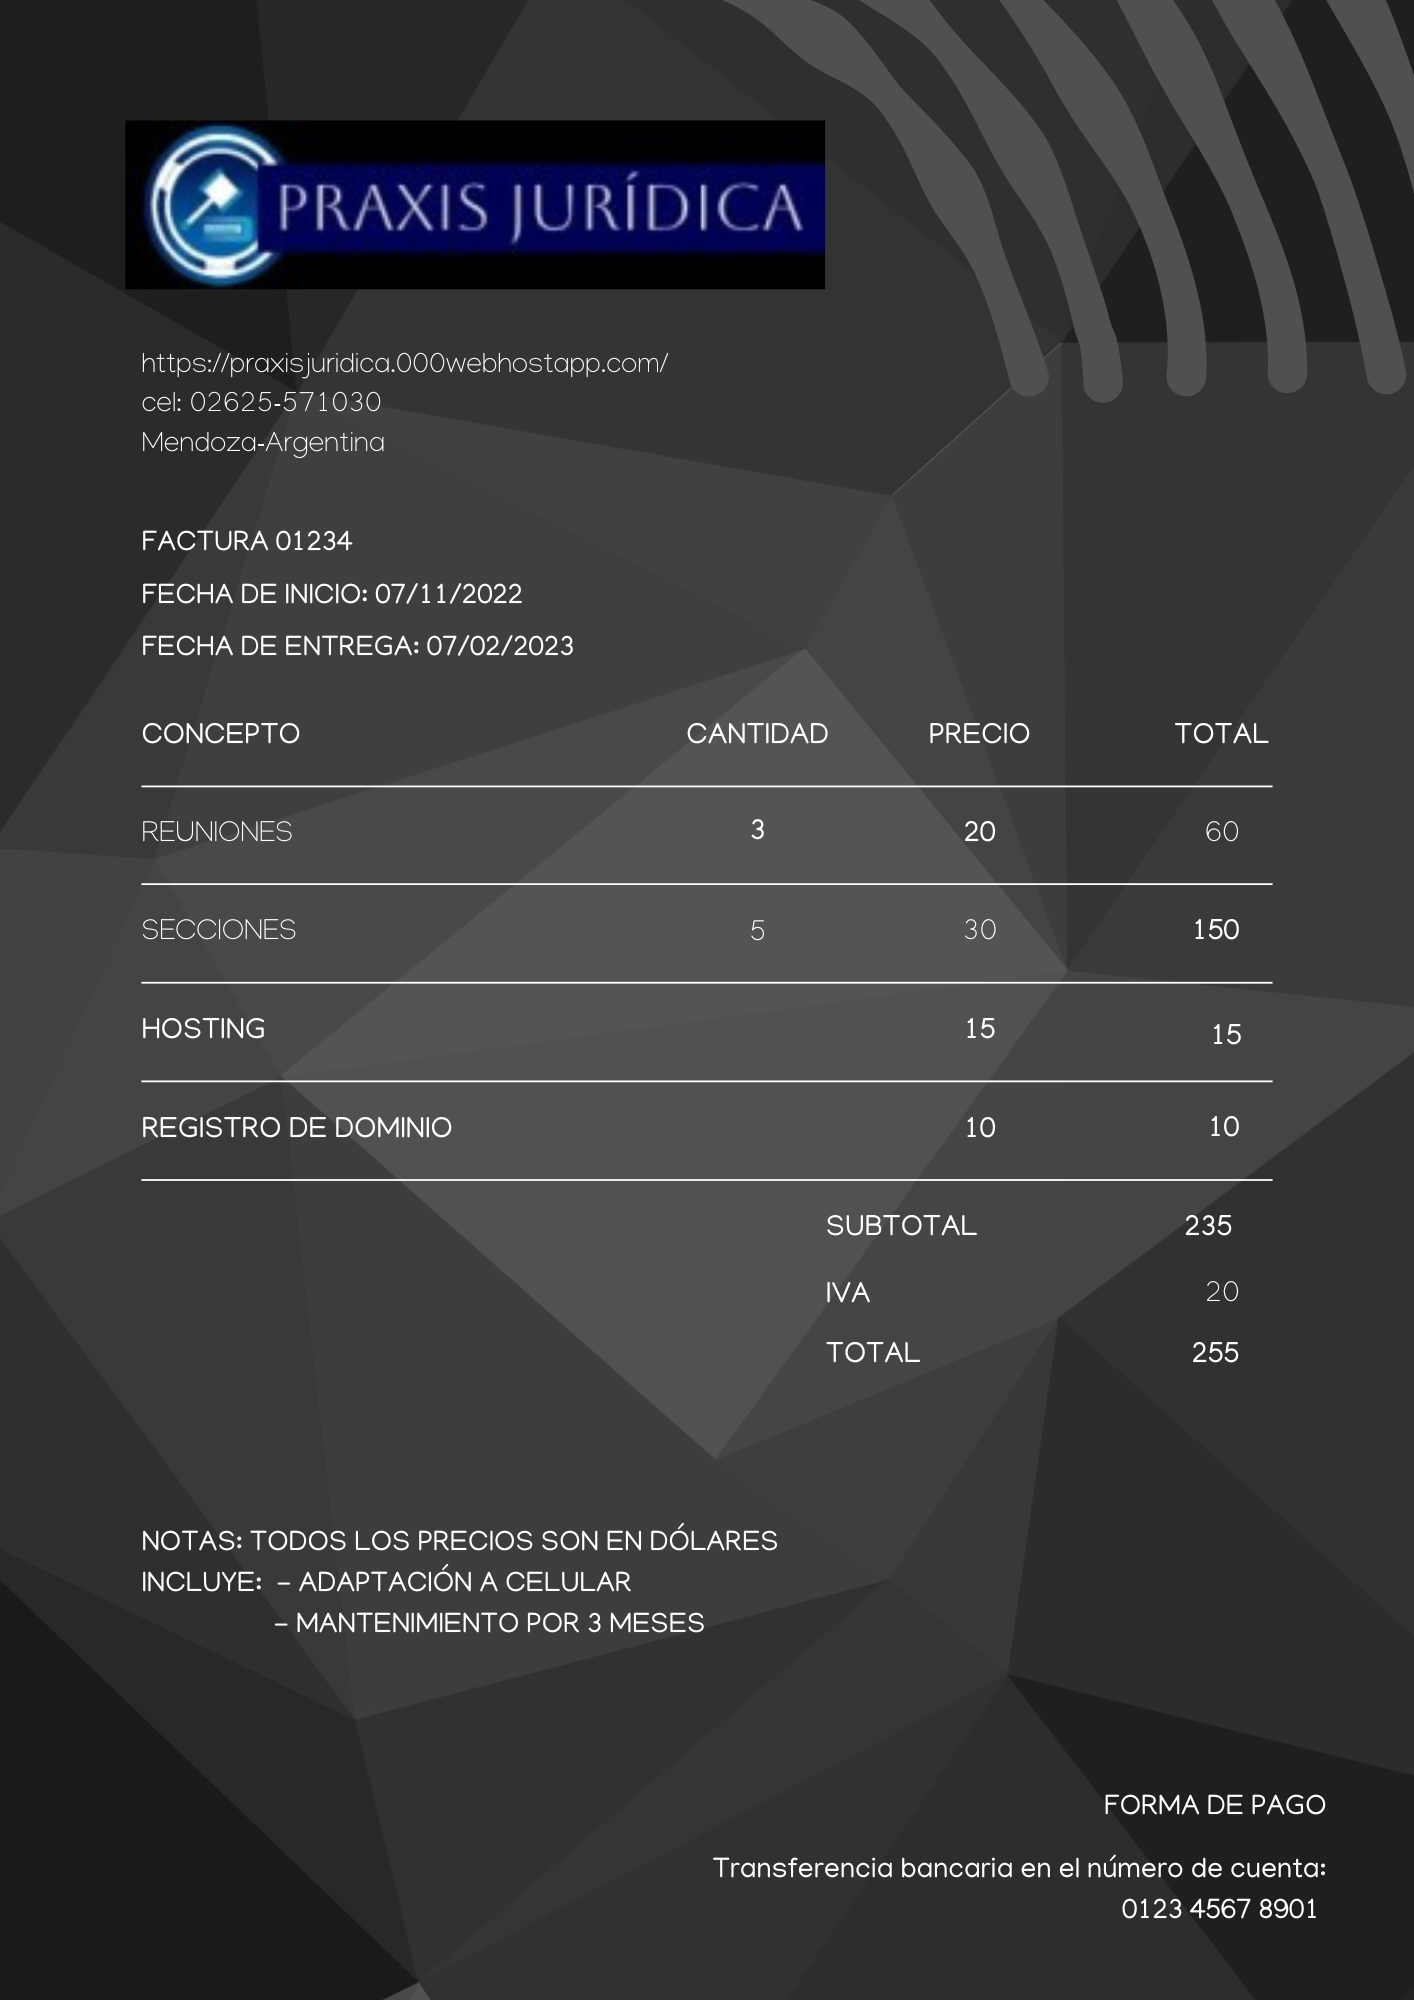 PRAXIS JURÍDICA
https://praxisjuridica.000webhostapp.com/
cel: 02625-571030
Mendoza-Argentina
FACTURA 01234
FECHA DE INICIO: 07/11/2022
FECHA DE ENTREGA: 07/02/2023
CONCEPTO CANTIDAD PRECIO TOTAL
REUNIONES 3 20 60
SECCIONES 5 30 150
HOSTING 15 15
REGISTRO DE DOMINIO 10 10
SUBTOTAL 235
IVA 20
TOTAL 255
NOTAS: TODOS LOS PRECIOS SON EN DÓLARES
INCLUYE: – ADAPTACIÓN A CELULAR
– MANTENIMIENTO POR 3 MESES
FORMA DE PAGO
Transferencia bancaria en el número de cuenta:
0123 4567 8901